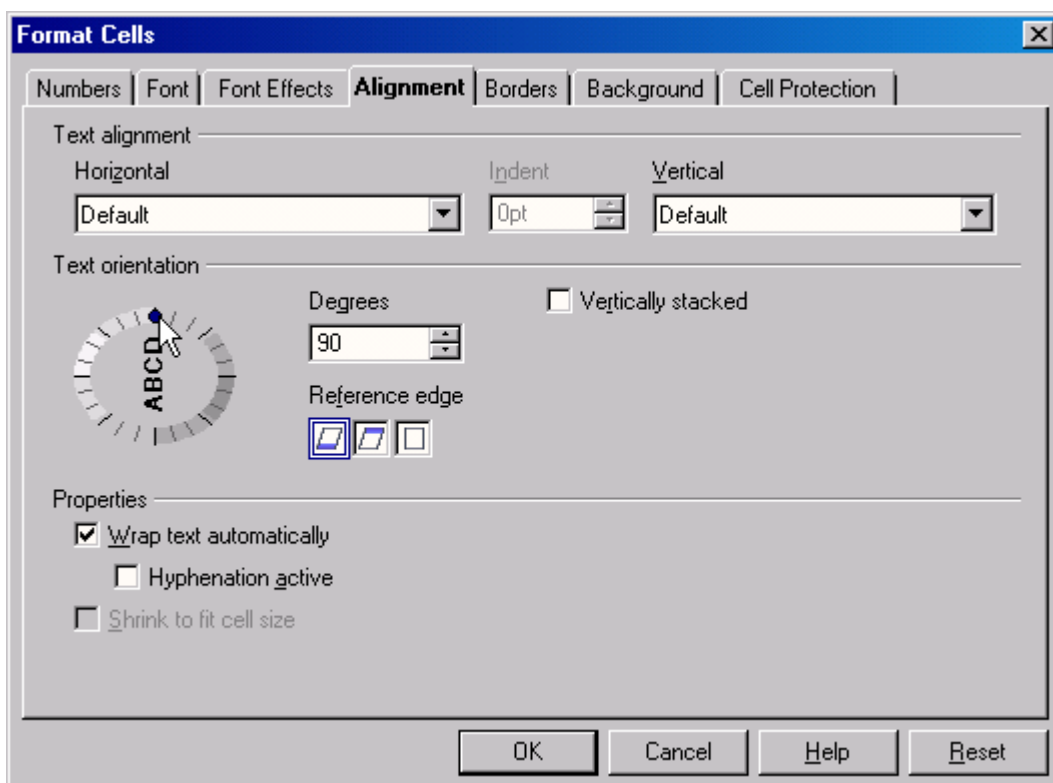 Format Cells
Numbers Font Font Effects Alignment Borders Background Cell Protection
Text alignment
Horizontal Indent Vertical
Default 0pt Default
Text orientation
Degrees Vertically stacked
ABCD
90
Reference edge
Properties
Wrap text automatically
Hyphenation active
Shrink to fit cell size
OK Cancel Help Reset